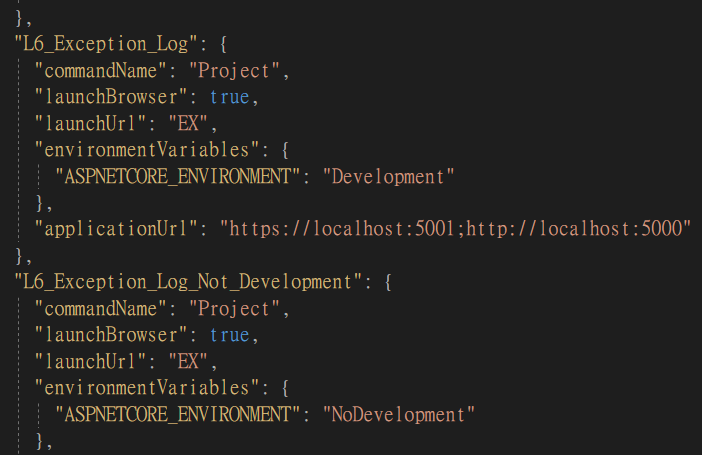 },
"L6_Exception_Log": {
"commandName": "Project",
"launchBrowser": true,
"launchUrl": "EX",
"environmentVariables": {
"ASPNETCORE_ENVIRONMENT": "Development"
},
"applicationUrl": "https://localhost:5001;http://localhost:5000"
},
"L6_Exception_Log_Not_Development": {
"commandName": "Project",
"launchBrowser": true,
"launchUrl": "EX",
"environmentVariables": {
"ASPNETCORE_ENVIRONMENT": "NoDevelopment"
},